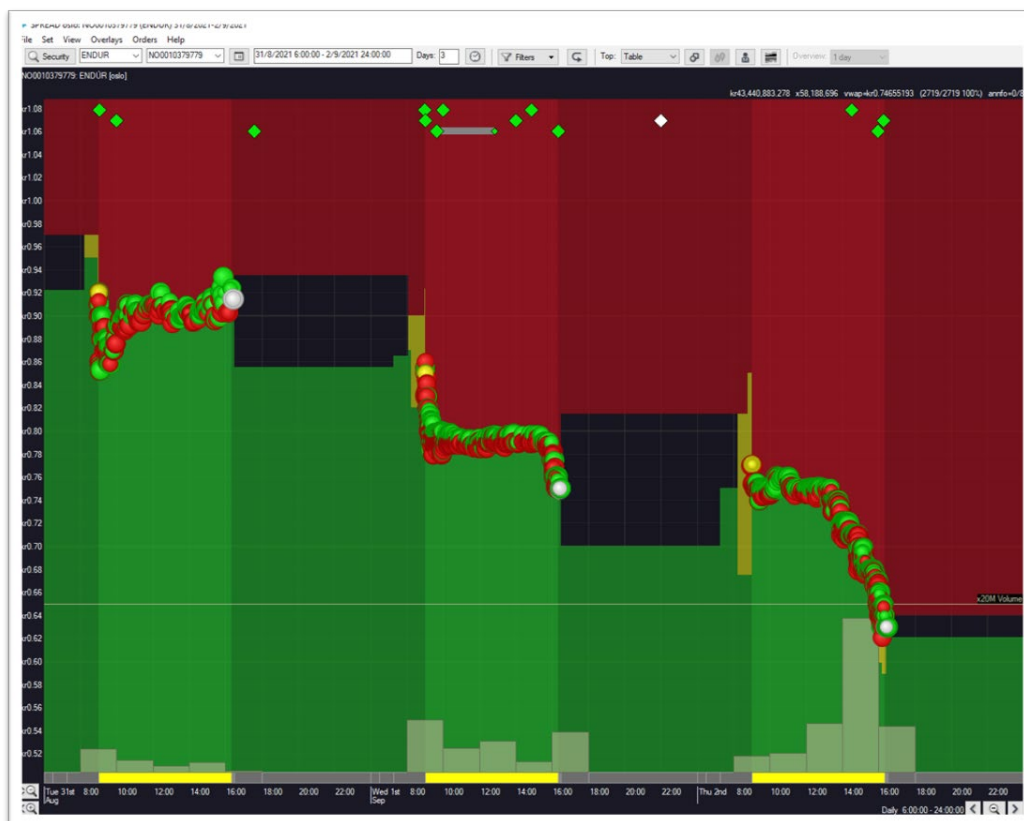 SPREAD oslo: NO0010379779 (ENDUR) 31/8/2021-2/9/2021
File Set View Overlays Orders Help
Security ENDUR NO0010379779 31/8/2021 6:00:00 - 2/9/2021 24:00:00 Days: 3 Filters Top: Table Overview: 1 day
NO0010379779: ENDÚR [oslo]
kr43,440,883.278 x58,188,696 vwap=kr0.74655193 (2719/2719 100%) annfo=0/8
kr1.08
kr1.06
kr1.04
kr1.02
kr1.00
kr0.98
kr0.96
kr0.94
kr0.92
kr0.90
kr0.88
kr0.86
kr0.84
kr0.82
kr0.80
kr0.78
kr0.76
kr0.74
kr0.72
kr0.70
kr0.68
kr0.66
x20M Volume
kr0.64
kr0.62
kr0.60
kr0.58
kr0.56
kr0.54
kr0.52
Tue 31st 8:00 10:00 12:00 14:00 16:00 18:00 20:00 22:00 Wed 1st 8:00 10:00 12:00 14:00 16:00 18:00 20:00 22:00 Thu 2nd 8:00 10:00 12:00 14:00 16:00 18:00 20:00 22:00
Aug Sep
Daily 6:00:00 - 24:00:00